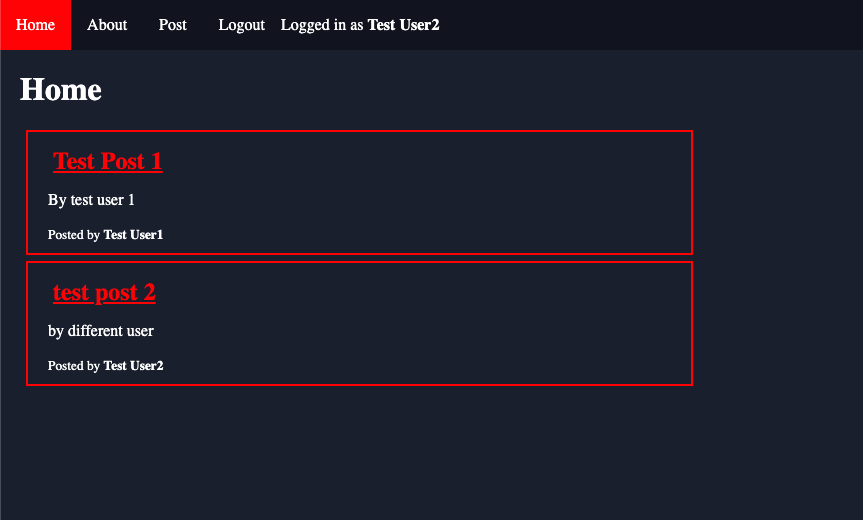 Home About Post Logout Logged in as Test User2
Home
Test Post 1
By test user 1
Posted by Test User1
test post 2
by different user
Posted by Test User2